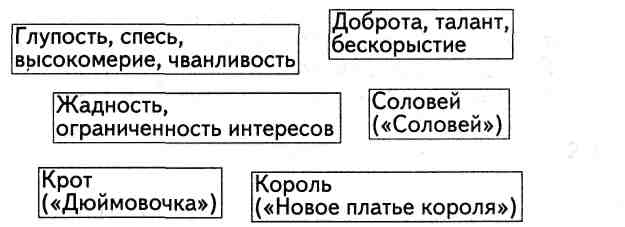 Глупость, спесь,
высокомерие, чванливость
Доброта, талант,
бескорыстие
Жадность,
ограниченность интересов
Соловей
(«Соловей»)
Крот
(«Дюймовочка»)
Король
(«Новое платье короля»)